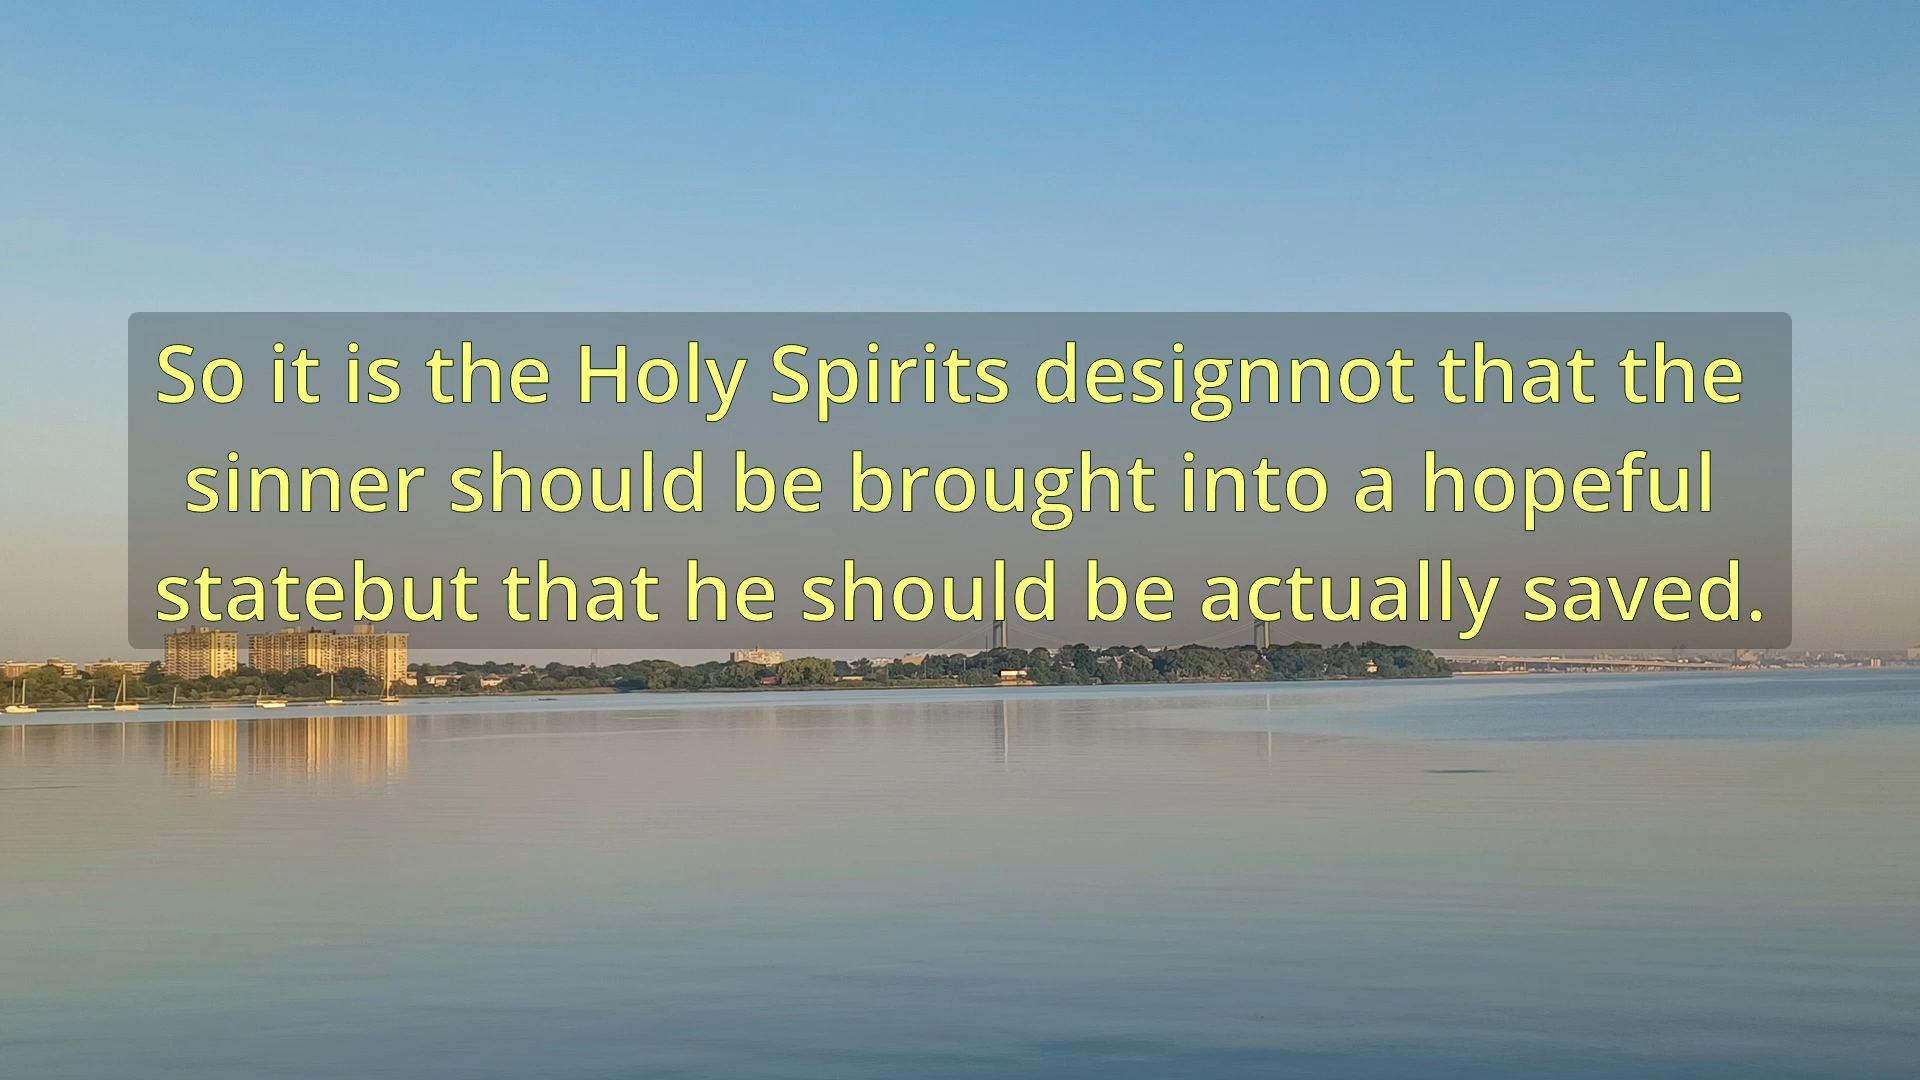 So it is the Holy Spirits designnot that the
sinner should be brought into a hopeful
statebut that he should be actually saved.